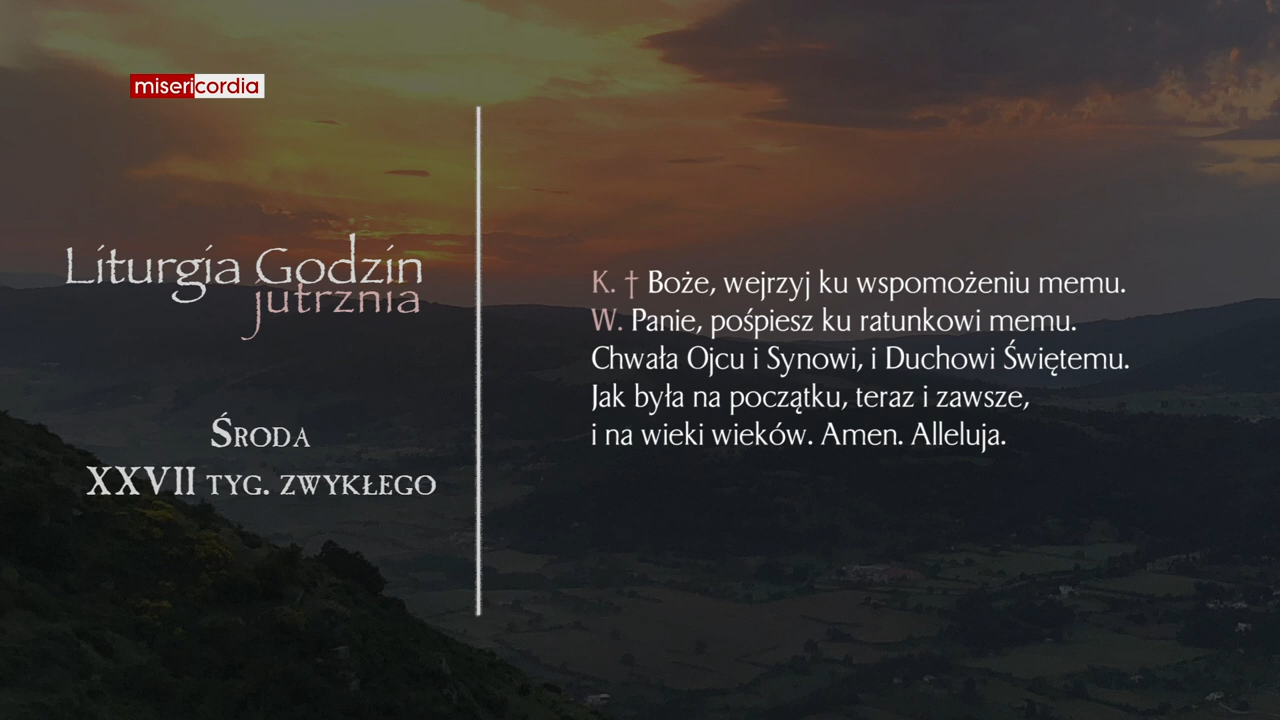 misericordia
Liturgia Godzin
jutrznia
Środa
XXVII tyg. zwykłego
K. † Boże, wejrzyj ku wspomożeniu memu.
W. Panie, pośpiesz ku ratunkowi memu.
Chwała Ojcu i Synowi, i Duchowi Świętemu.
Jak była na początku, teraz i zawsze,
i na wieki wieków. Amen. Alleluja.